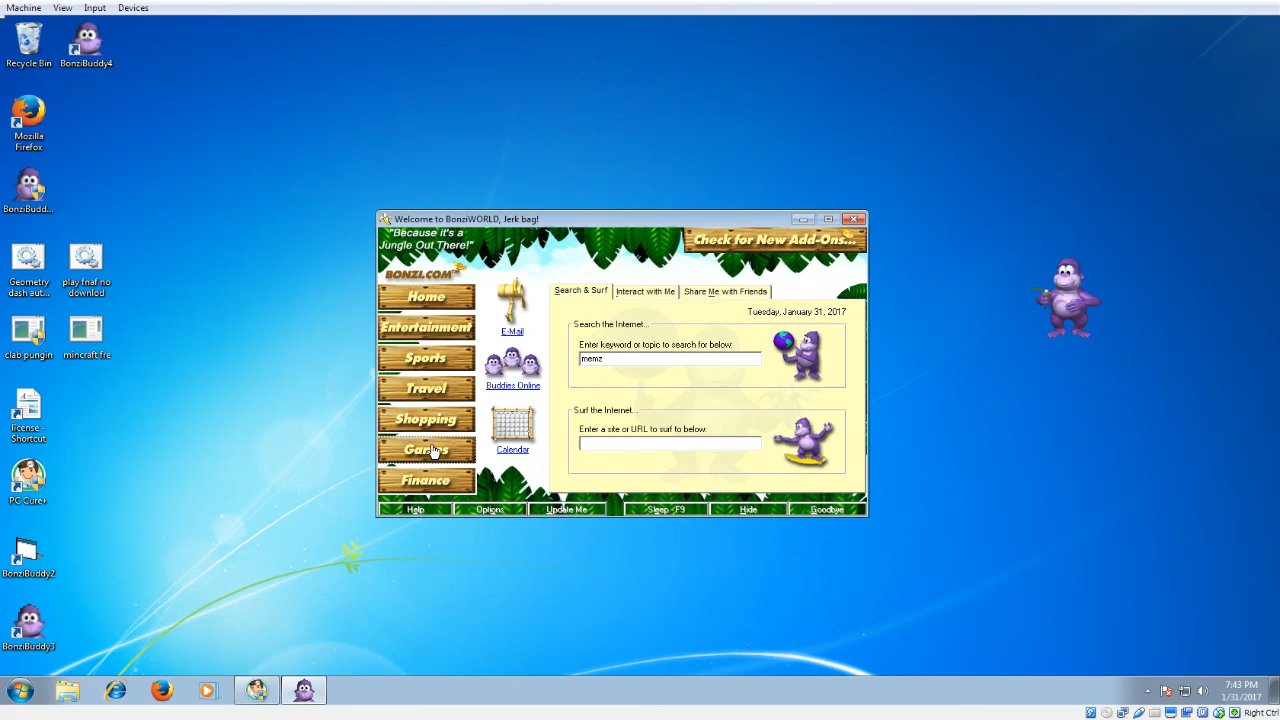 Machine View Input Devices
Recycle Bin
BonziBuddy4
Mozilla
Firefox
BonziBudd...
Geometry
dash aut...
play fnaf no
downlod
clab pungin
mincraft fre
license -
Shortcut
PC Cure+
BonziBuddy2
BonziBuddy3
Welcome to BonziWORLD, Jerk bag!
"Because it's a
Jungle Out There!"
Check for New Add-Ons...
BONZI.COM™
Home
Entertainment
Sports
Travel
Shopping
Games
Finance
E-Mail
Buddies Online
Calendar
Search & Surf
Interact with Me
Share Me with Friends
Tuesday, January 31, 2017
Search the Internet...
Enter keyword or topic to search for below:
memz
Surf the Internet...
Enter a site or URL to surf to below:
Help
Options
Update Me
Sleep - F9
Hide
Goodbye
7:43 PM
1/31/2017
Right Ctrl